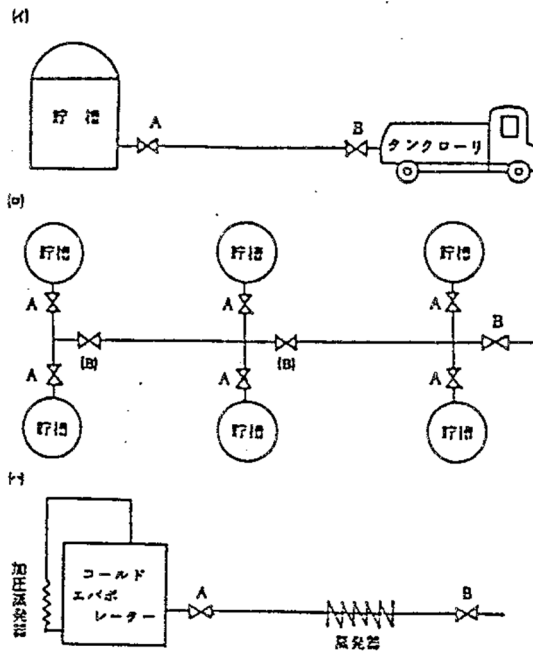 (イ)
貯 槽
A
B
タンクローリ
(ロ)
貯槽
貯槽
貯槽
A
A
A
B
(B)
(B)
A
A
A
貯槽
貯槽
貯槽
(ハ)
加圧蒸発器
コールド
エバポ
レーター
A
B
蒸発器